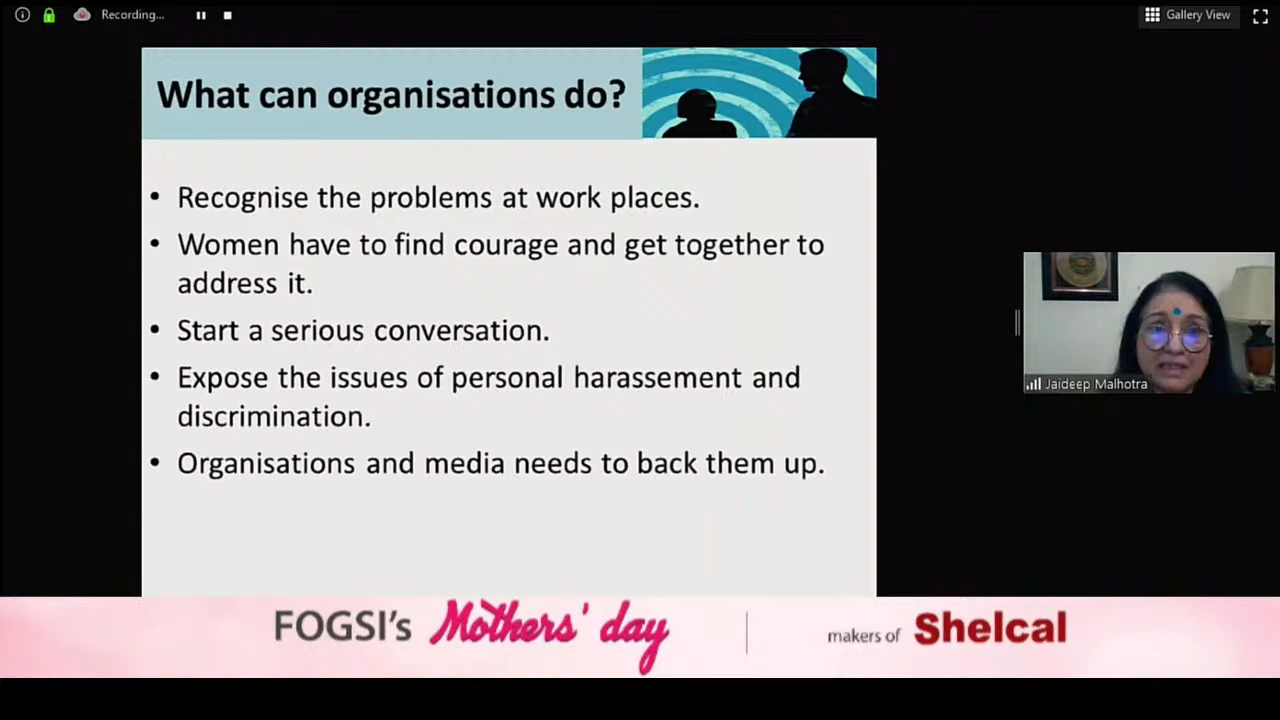 Recording...
Gallery View
What can organisations do?
• Recognise the problems at work places.
• Women have to find courage and get together to
address it.
• Start a serious conversation.
• Expose the issues of personal harassement and
discrimination.
• Organisations and media needs to back them up.
Jaideep Malhotra
FOGSI's Mothers' day
makers of Shelcal